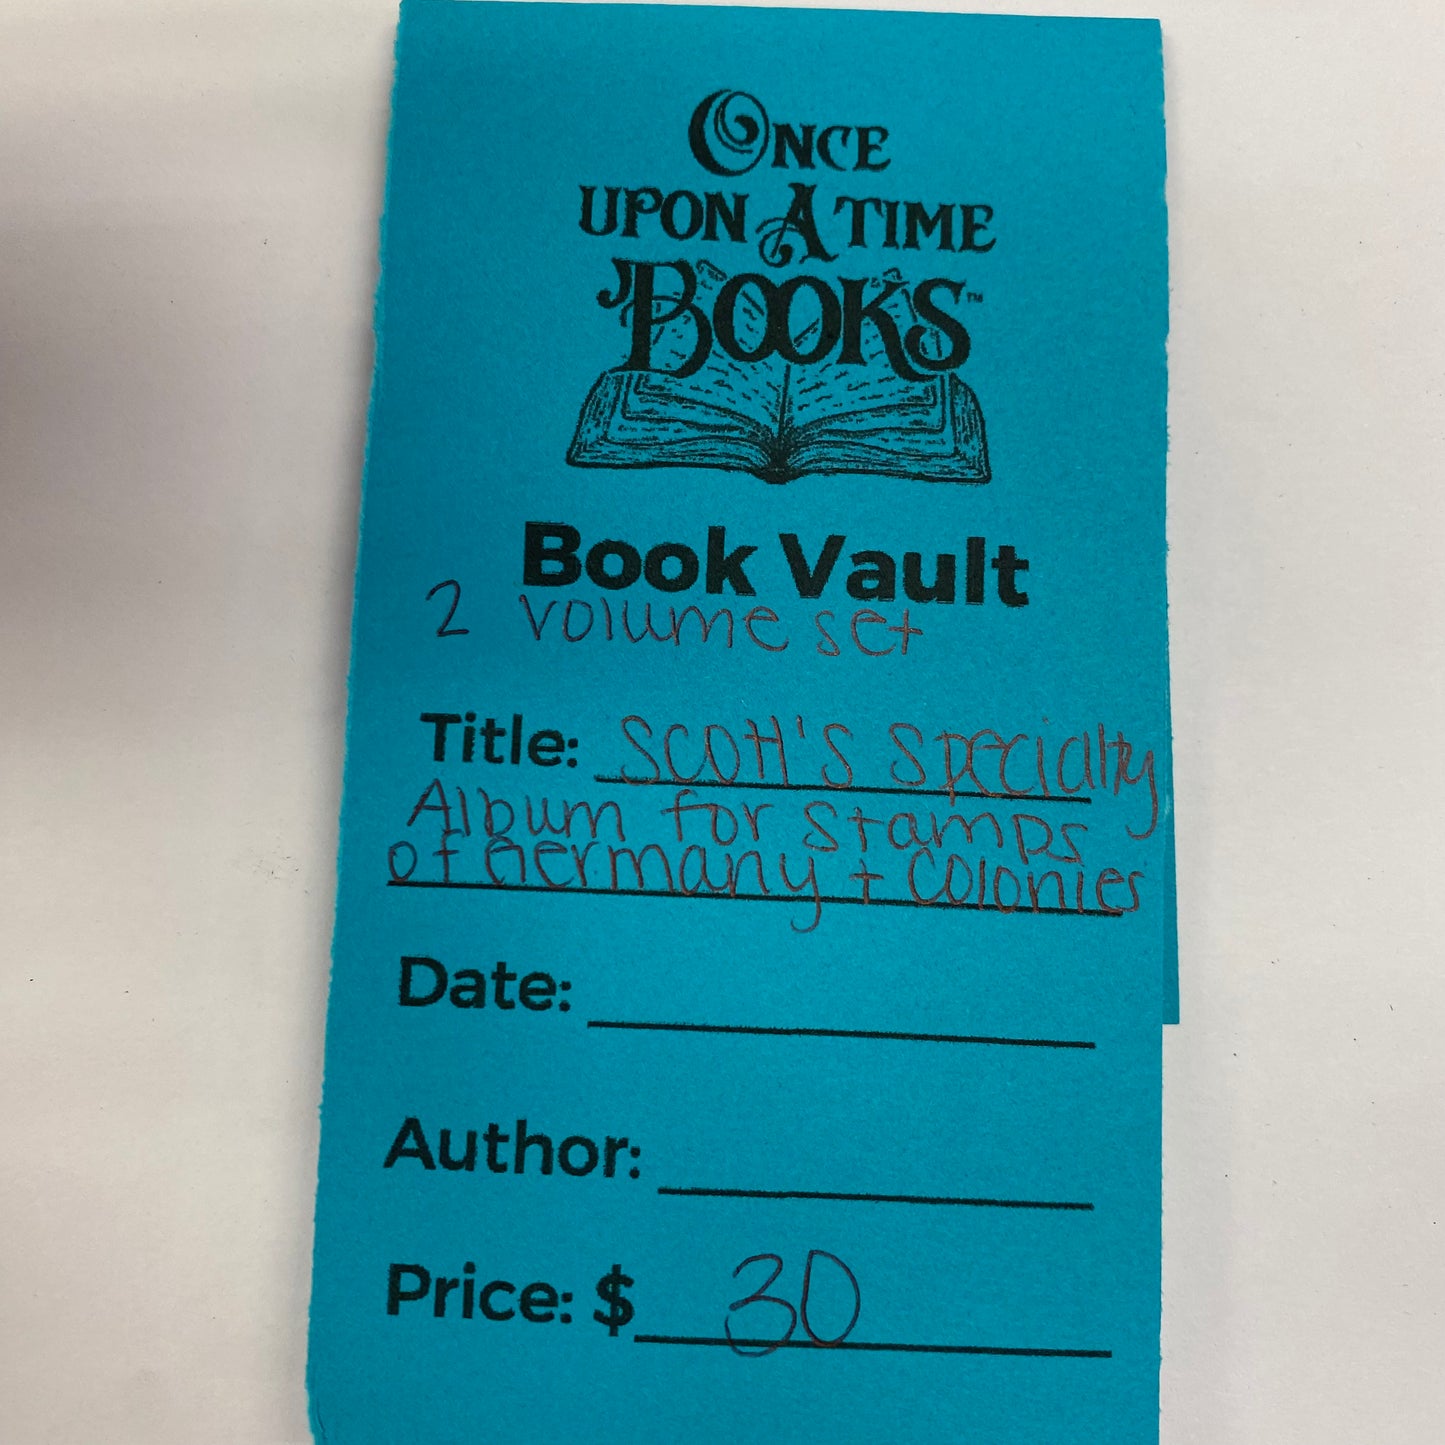 ONCE
UPON A TIME
BOOKS™
Book Vault
2 volume set
Title: Scott's Specialty
Album for Stamps
of Germany + Colonies
Date:
Author:
Price: $ 30